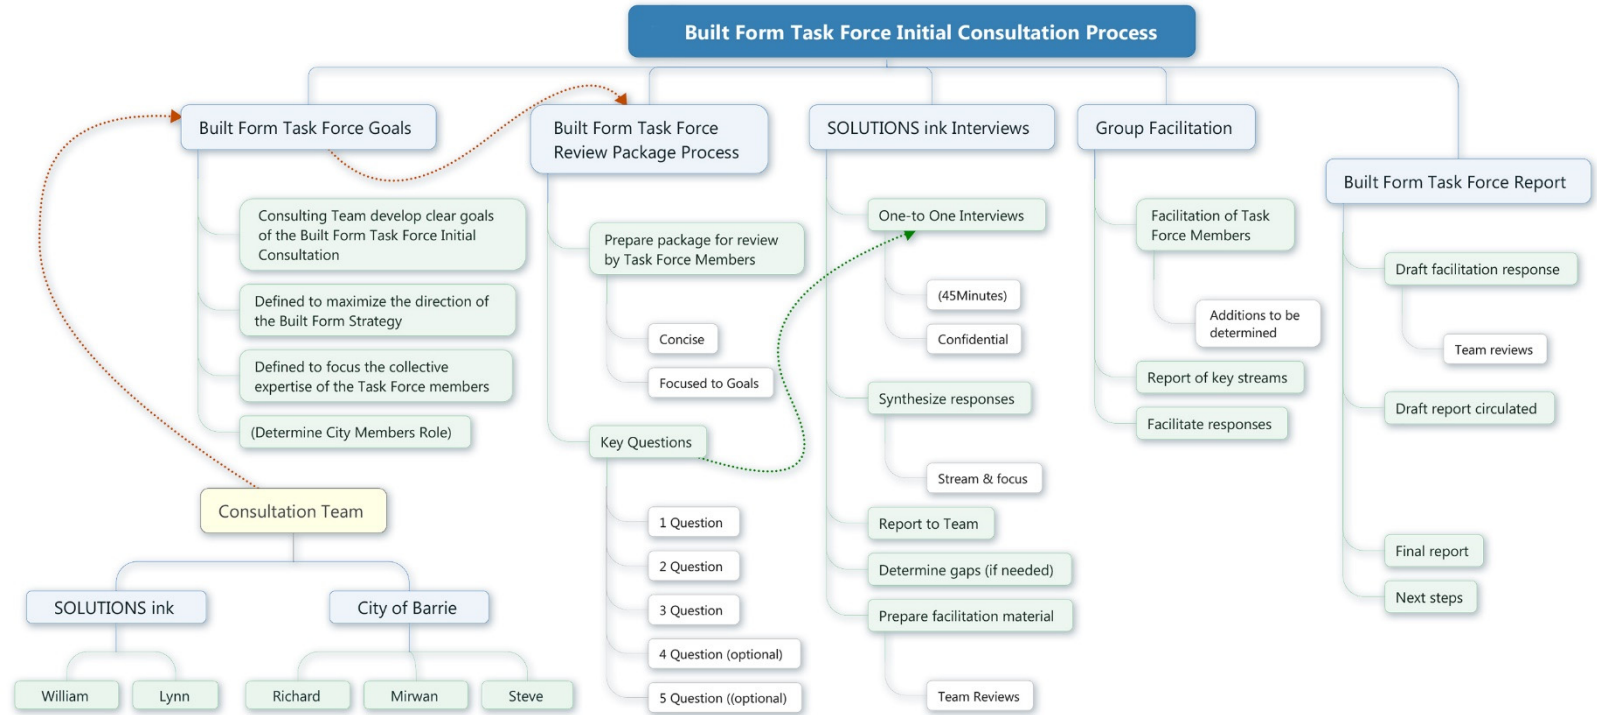 Built Form Task Force Initial Consultation Process
Built Form Task Force Goals
Consulting Team develop clear goals
of the Built Form Task Force Initial
Consultation
Defined to maximize the direction of
the Built Form Strategy
Defined to focus the collective
expertise of the Task Force members
(Determine City Members Role)
Consultation Team
SOLUTIONS ink
William
Lynn
City of Barrie
Richard
Mirwan
Steve
Built Form Task Force
Review Package Process
Prepare package for review
by Task Force Members
Concise
Focused to Goals
Key Questions
1 Question
2 Question
3 Question
4 Question (optional)
5 Question ((optional)
SOLUTIONS ink Interviews
One-to One Interviews
(45Minutes)
Confidential
Synthesize responses
Stream & focus
Report to Team
Determine gaps (if needed)
Prepare facilitation material
Team Reviews
Group Facilitation
Facilitation of Task
Force Members
Additions to be
determined
Report of key streams
Facilitate responses
Built Form Task Force Report
Draft facilitation response
Team reviews
Draft report circulated
Final report
Next steps